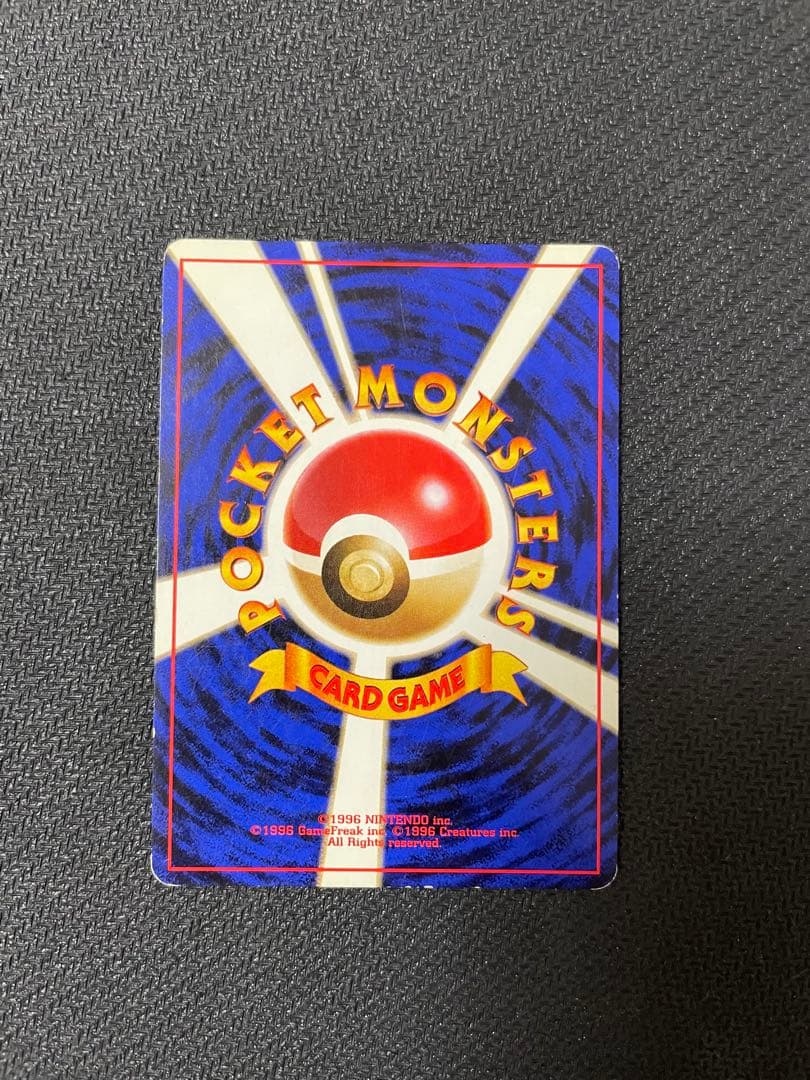 POCKET MONSTERS
CARD GAME
©1996 NINTENDO inc.
©1996 GameFreak inc. ©1996 Creatures inc.
All Rights reserved.